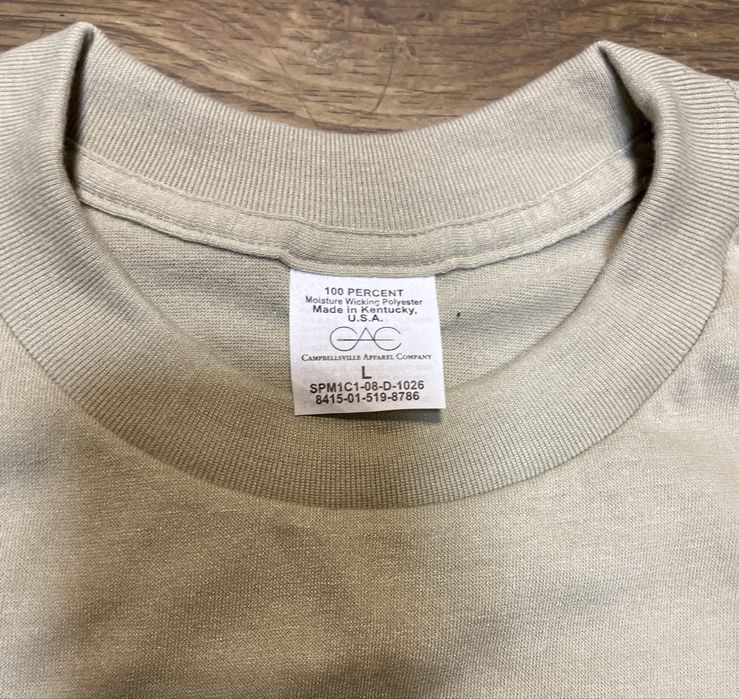 100 PERCENT
Moisture Wicking Polyester
Made in Kentucky,
U.S.A.
CAC
CAMPBELLSVILLE APPAREL COMPANY
L
SPM1C1-08-D-1026
8415-01-519-8786